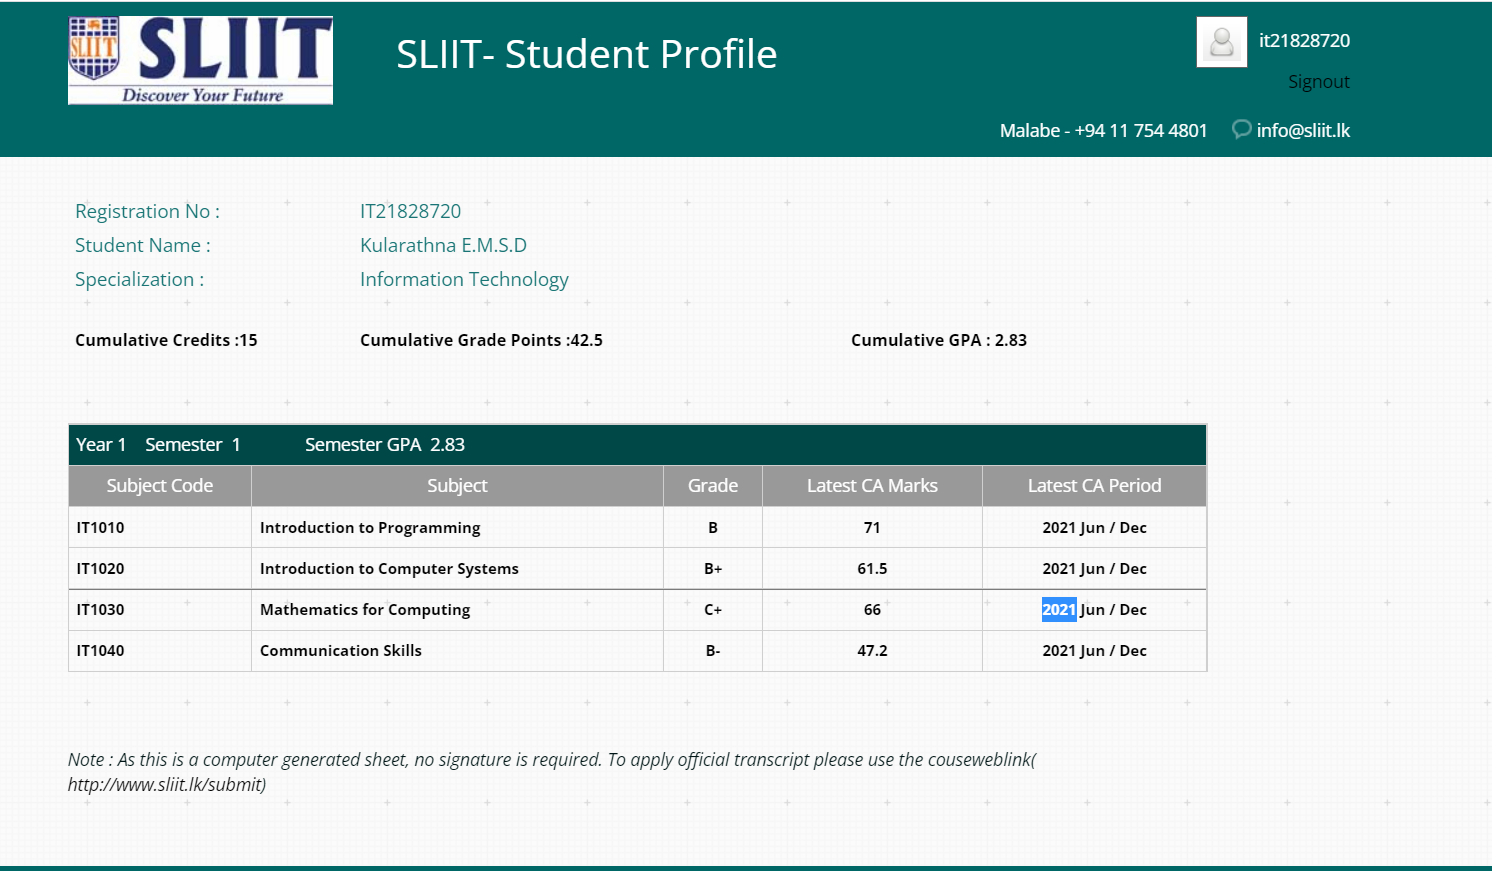 SLIIT
SLIIT
Discover Your Future
SLIIT- Student Profile
it21828720
Signout
Malabe - +94 11 754 4801 info@sliit.lk
Registration No : IT21828720
Student Name : Kularathna E.M.S.D
Specialization : Information Technology
Cumulative Credits :15 Cumulative Grade Points :42.5 Cumulative GPA : 2.83
Year 1 Semester 1 Semester GPA 2.83
Subject Code Subject Grade Latest CA Marks Latest CA Period
IT1010 Introduction to Programming B 71 2021 Jun / Dec
IT1020 Introduction to Computer Systems B+ 61.5 2021 Jun / Dec
IT1030 Mathematics for Computing C+ 66 2021 Jun / Dec
IT1040 Communication Skills B- 47.2 2021 Jun / Dec
Note : As this is a computer generated sheet, no signature is required. To apply official transcript please use the couseweblink(
http://www.sliit.lk/submit)